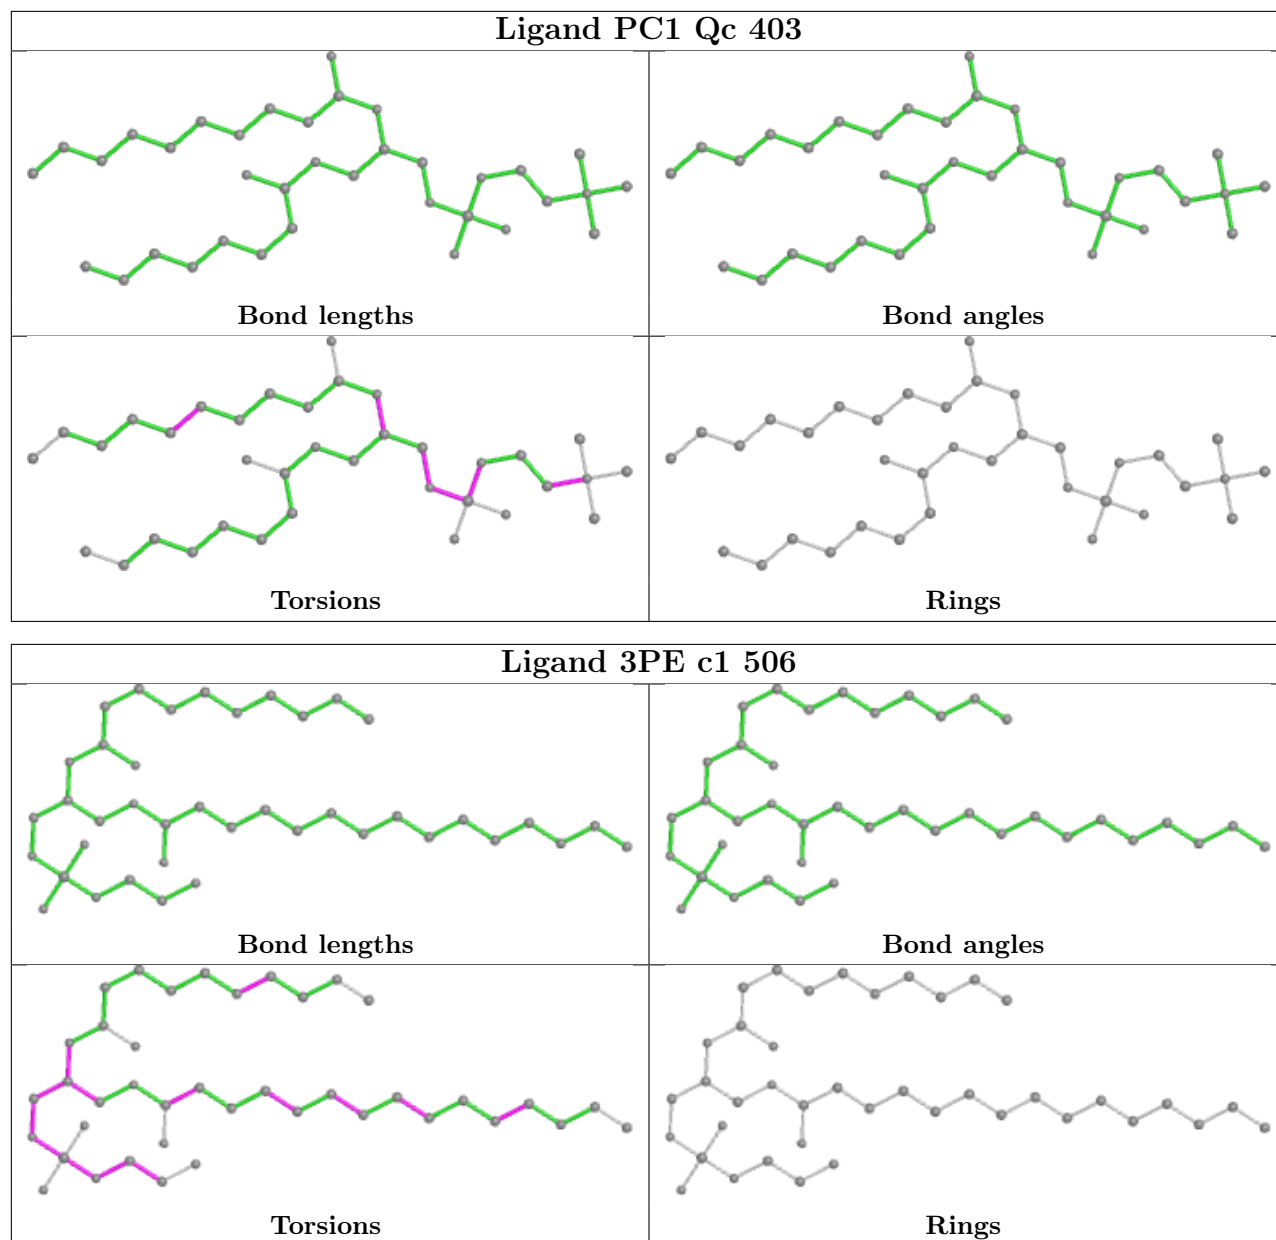 Ligand PC1 Qc 403
Bond lengths
Bond angles
Torsions
Rings
Ligand 3PE c1 506
Bond lengths
Bond angles
Torsions
Rings